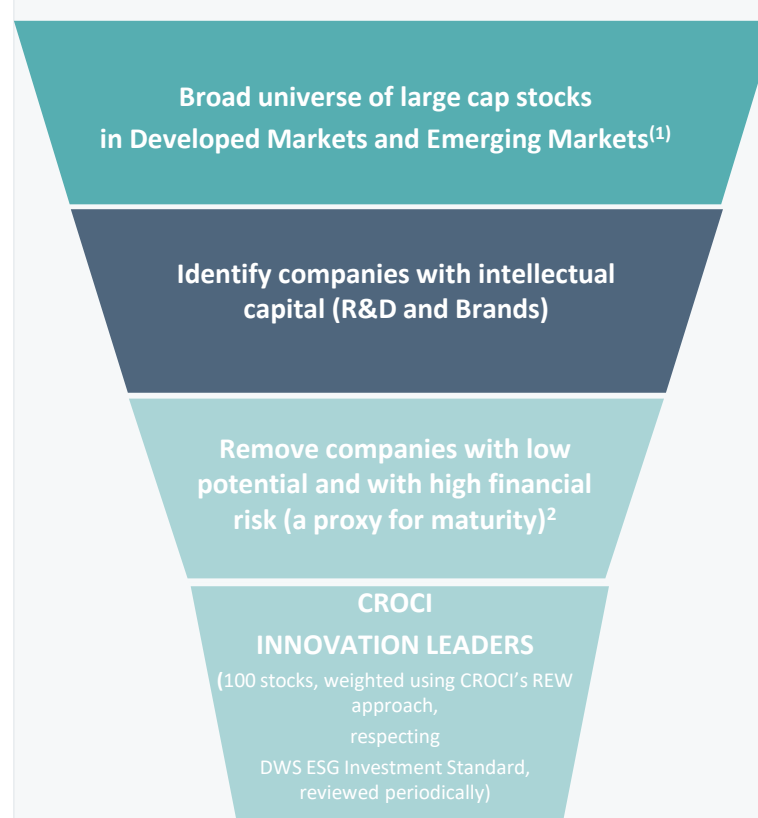 Broad universe of large cap stocks
in Developed Markets and Emerging Markets(1)
Identify companies with intellectual
capital (R&D and Brands)
Remove companies with low
potential and with high financial
risk (a proxy for maturity)2
CROCI
INNOVATION LEADERS
(100 stocks, weighted using CROCI's REW
approach,
respecting
DWS ESG Investment Standard,
reviewed periodically)